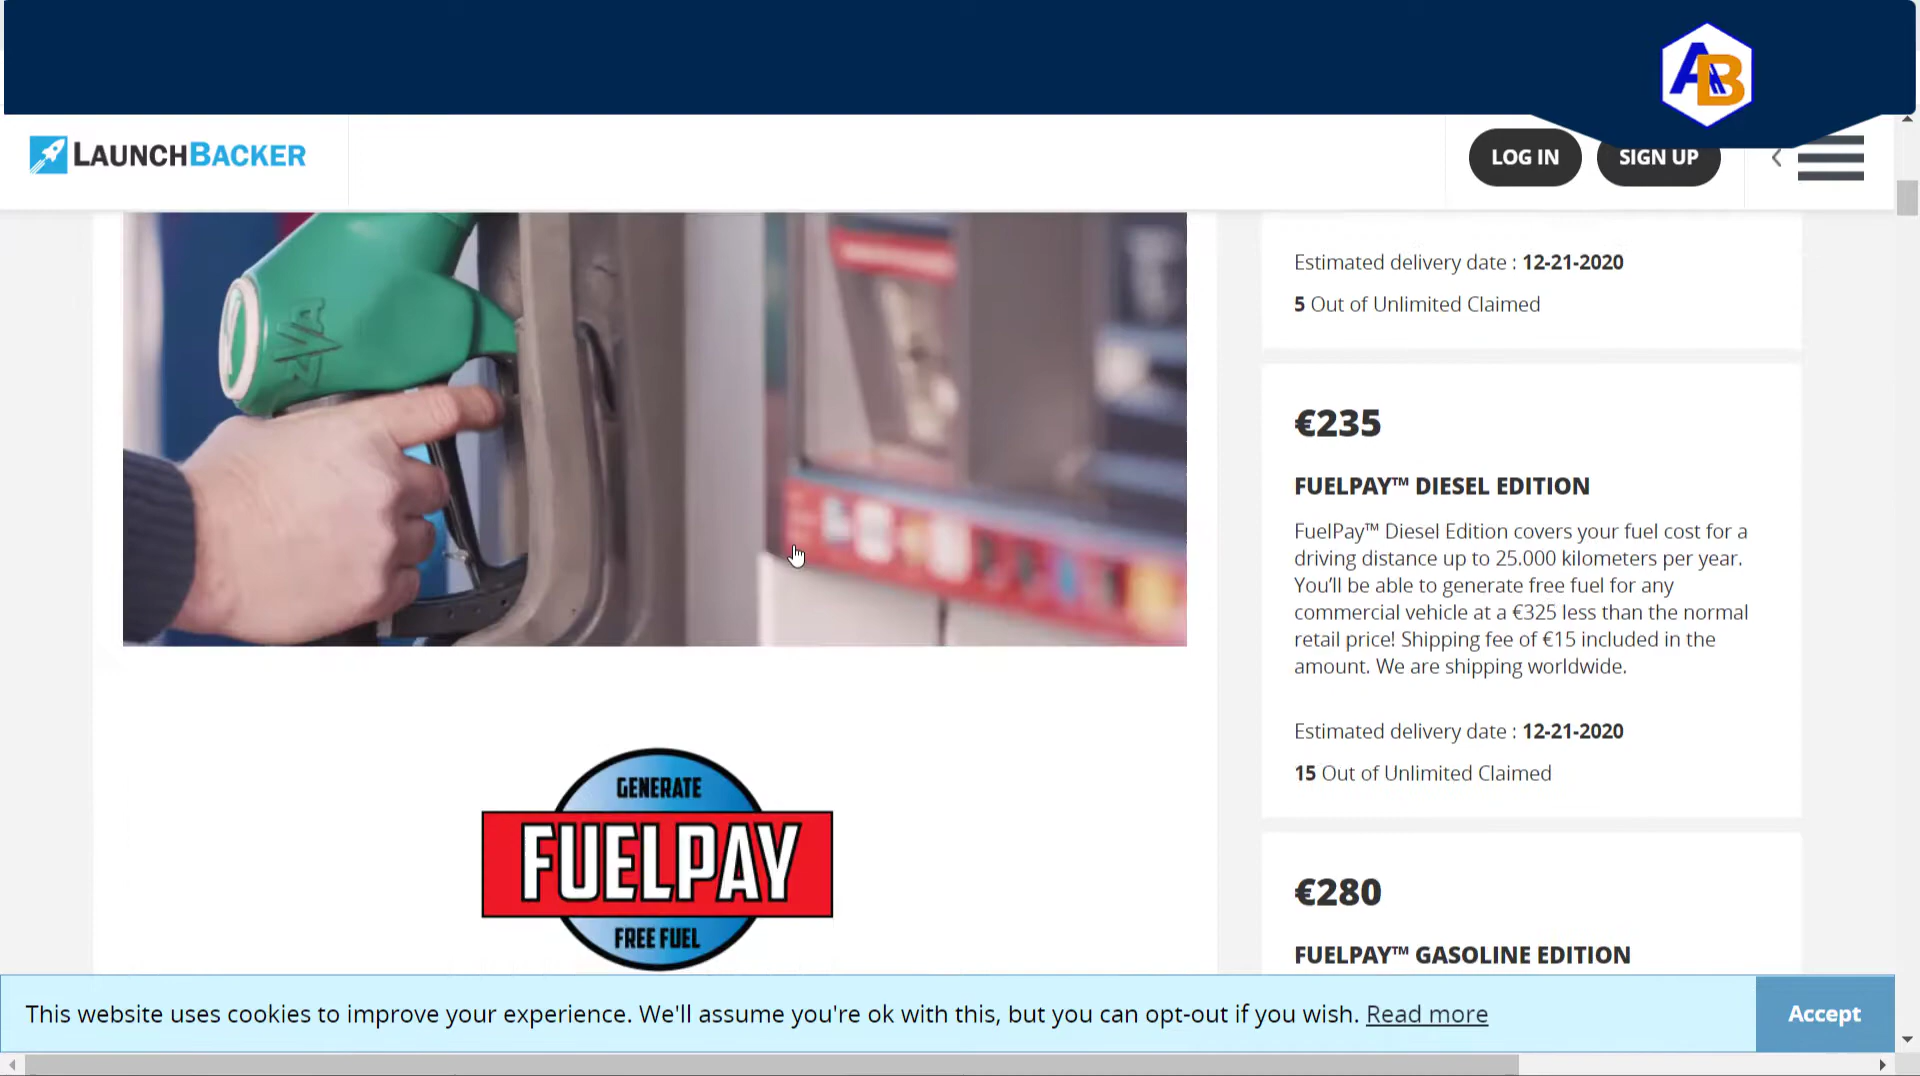 AB
LAUNCHBACKER
LOG IN
SIGN UP
Estimated delivery date : 12-21-2020
5 Out of Unlimited Claimed
€235
FUELPAY™ DIESEL EDITION
FuelPay™ Diesel Edition covers your fuel cost for a
driving distance up to 25.000 kilometers per year.
You’ll be able to generate free fuel for any
commercial vehicle at a €325 less than the normal
retail price! Shipping fee of €15 included in the
amount. We are shipping worldwide.
Estimated delivery date : 12-21-2020
15 Out of Unlimited Claimed
€280
FUELPAY™ GASOLINE EDITION
ZVA
GENERATE
FUELPAY
FREE FUEL
This website uses cookies to improve your experience. We'll assume you're ok with this, but you can opt-out if you wish. Read more
Accept